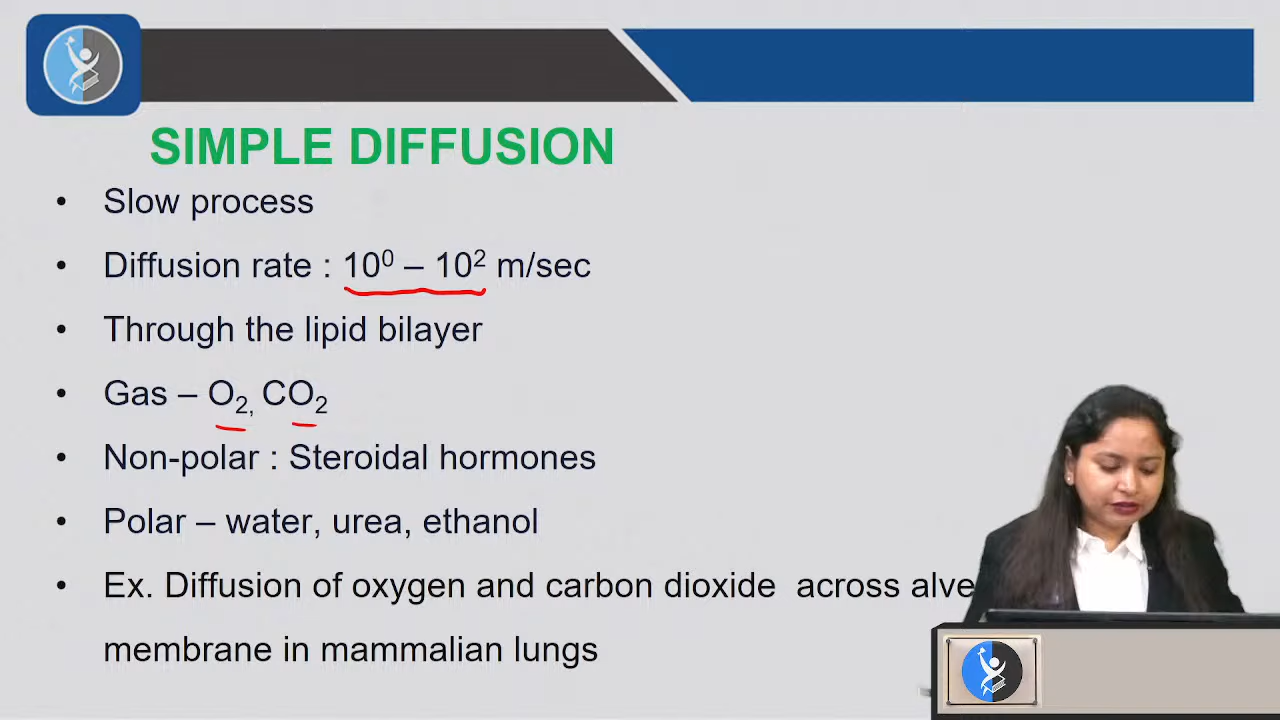 SIMPLE DIFFUSION
• Slow process
• Diffusion rate : 10⁰ – 10² m/sec
• Through the lipid bilayer
• Gas – O₂, CO₂
• Non-polar : Steroidal hormones
• Polar – water, urea, ethanol
• Ex. Diffusion of oxygen and carbon dioxide across alve
membrane in mammalian lungs